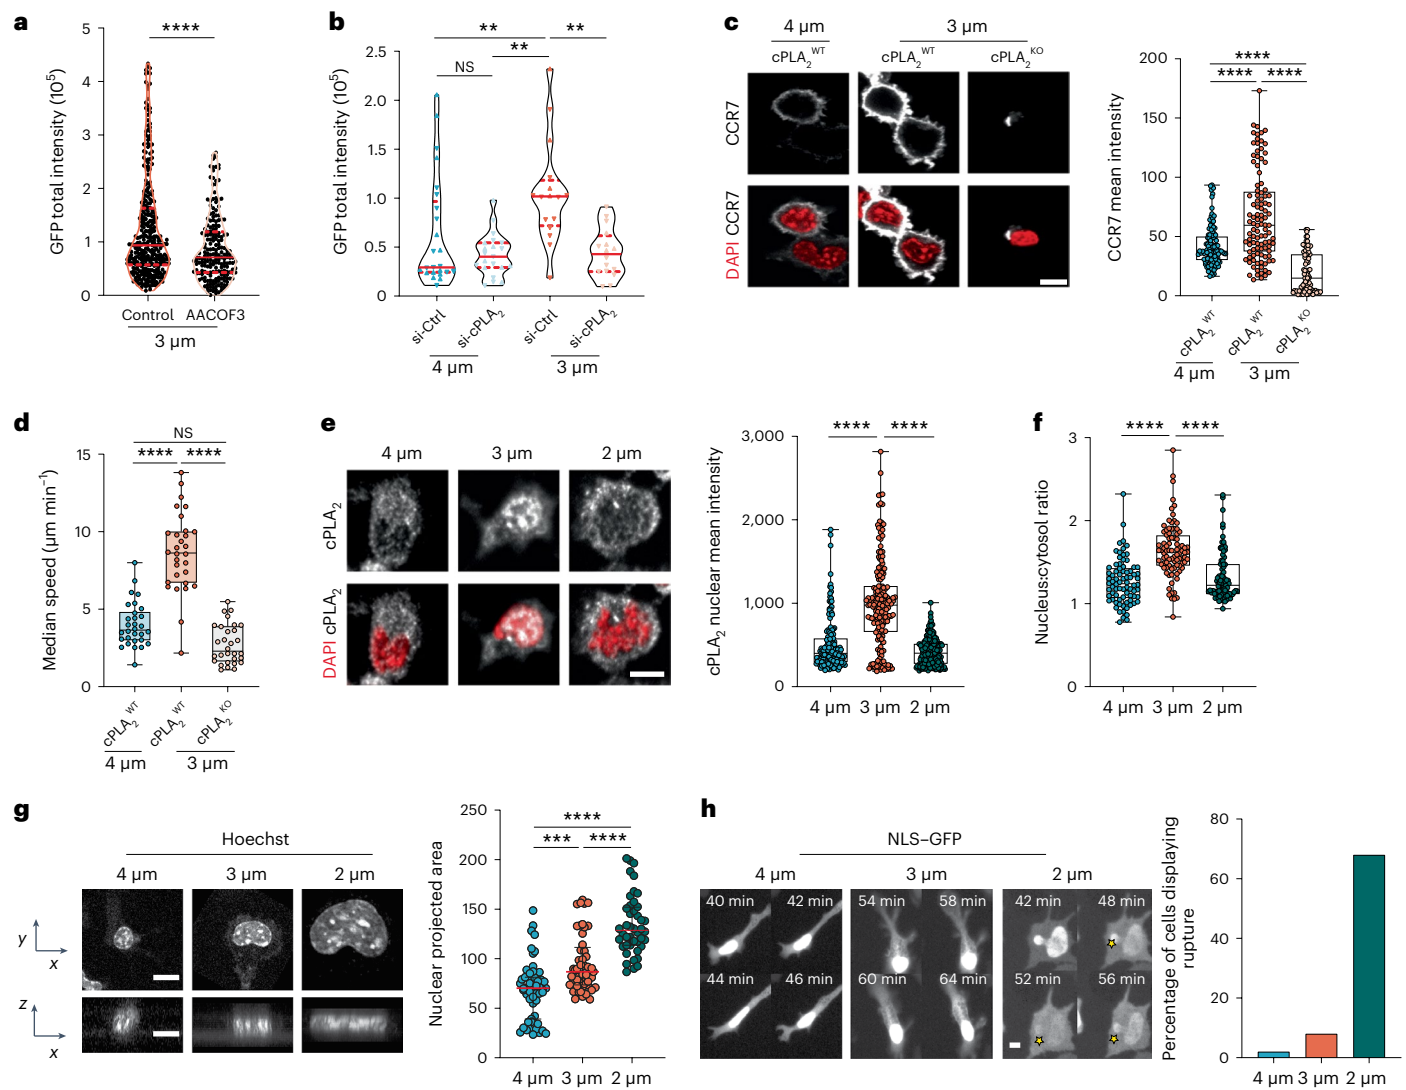 a
GFP total intensity (10⁵)
5
4
3
2
1
0
****
Control
AACOF3
3 µm
b
GFP total intensity (10⁵)
2.5
2.0
1.5
1.0
0.5
0
**
**
**
NS
si-Ctrl
si-cPLA₂
si-Ctrl
si-cPLA₂
4 µm
3 µm
c
4 µm
3 µm
cPLA₂ᵂᵀ
cPLA₂ᵂᵀ
cPLA₂ᴷᴼ
CCR7
DAPI CCR7
CCR7 mean intensity
200
150
100
50
0
****
****
****
cPLA₂ᵂᵀ
cPLA₂ᵂᵀ
cPLA₂ᴷᴼ
4 µm
3 µm
d
Median speed (µm min⁻¹)
15
10
5
0
NS
****
****
cPLA₂ᵂᵀ
cPLA₂ᵂᵀ
cPLA₂ᴷᴼ
4 µm
3 µm
e
4 µm
3 µm
2 µm
cPLA₂
DAPI cPLA₂
cPLA₂ nuclear mean intensity
3,000
2,000
1,000
0
****
****
4 µm
3 µm
2 µm
f
Nucleus:cytosol ratio
3
2
1
0
****
****
4 µm
3 µm
2 µm
g
Hoechst
4 µm
3 µm
2 µm
y
x
z
x
Nuclear projected area
250
200
150
100
50
0
****
***
****
4 µm
3 µm
2 µm
h
NLS–GFP
4 µm
3 µm
2 µm
40 min
42 min
54 min
58 min
42 min
48 min
44 min
46 min
60 min
64 min
52 min
56 min
Percentage of cells displaying
rupture
80
60
40
20
0
4 µm
3 µm
2 µm